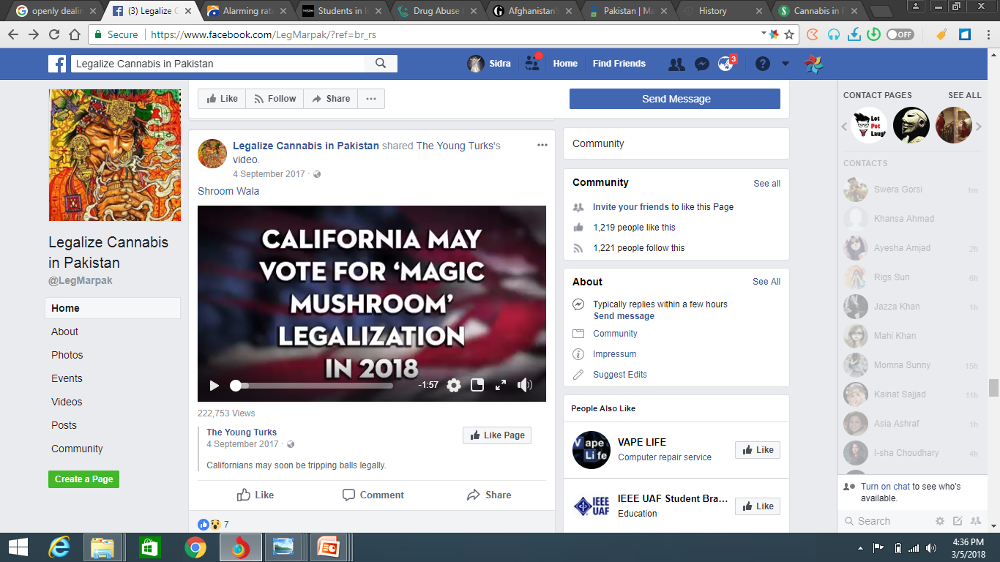 openly dealin
(3) Legalize C
Alarming rat
Students in I
Drug Abuse
Afghanistan's
Pakistan | Ma
History
Cannabis in P
Secure
https://www.facebook.com/LegMarpak/?ref=br_rs
OFF
Legalize Cannabis in Pakistan
Sidra
Home
Find Friends
3
Like
Follow
Share
Send Message
Legalize Cannabis
in Pakistan
@LegMarpak
Home
About
Photos
Events
Videos
Posts
Community
Create a Page
Legalize Cannabis in Pakistan shared The Young Turks's
video.
4 September 2017 ·
Shroom Wala
CALIFORNIA MAY
VOTE FOR ‘MAGIC
MUSHROOM’
LEGALIZATION
IN 2018
-1:57
222,753 Views
The Young Turks
4 September 2017 ·
Like Page
Californians may soon be tripping balls legally.
Like
Comment
Share
7
Community
Community
See all
Invite your friends to like this Page
1,219 people like this
1,221 people follow this
About
See All
Typically replies within a few hours
Send message
Community
Impressum
Suggest Edits
People Also Like
Vape
Life
VAPE LIFE
Computer repair service
Like
IEEE
UAF
IEEE UAF Student Bra...
Education
Like
CONTACT PAGES
SEE ALL
Lot
Pot
Laug
CONTACTS
Swera Gorsi 1m
Khansa Ahmad
Ayesha Amjad 2h
Rigs Sun 6h
Jazza Khan 1h
Mahi Khan
Momna Sunny 15h
Kainat Sajjad 11h
Asia Ashraf 1h
I-sha Choudhary 4h
Turn on chat to see who's
available.
Search
4:36 PM
3/5/2018